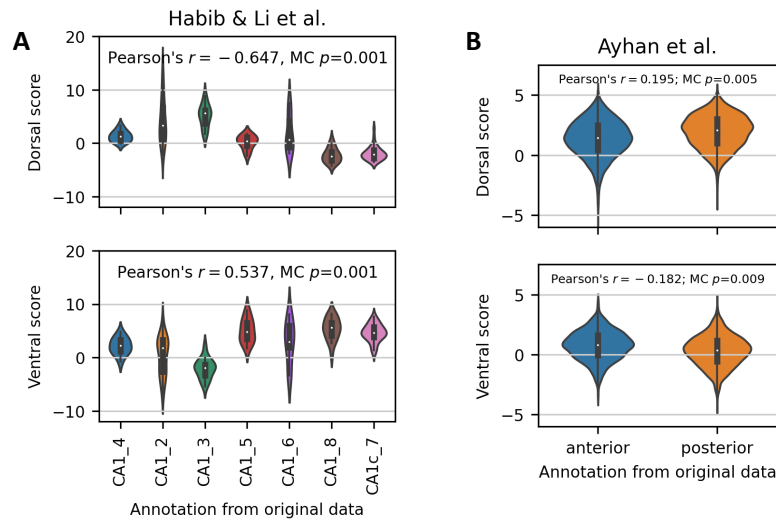 Habib & Li et al.
A
Pearson's r = −0.647, MC p=0.001
Dorsal score
20
10
0
−10
Pearson's r = 0.537, MC p=0.001
Ventral score
20
10
0
−10
CA1_4
CA1_2
CA1_3
CA1_5
CA1_6
CA1_8
CA1c_7
Annotation from original data
B
Ayhan et al.
Pearson's r = 0.195; MC p=0.005
Dorsal score
5
0
−5
Pearson's r = −0.182; MC p=0.009
Ventral score
5
0
−5
anterior
posterior
Annotation from original data